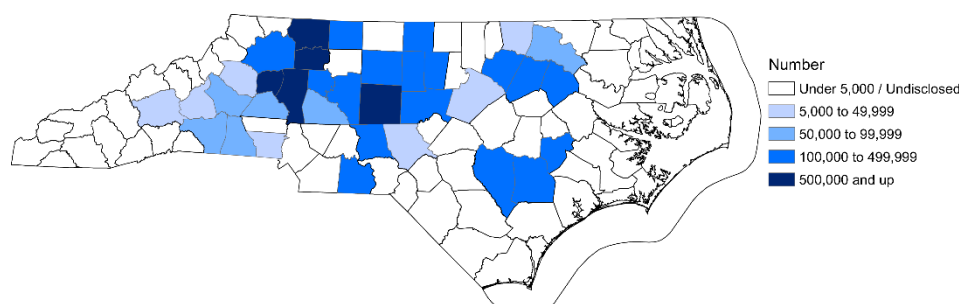 Number
Under 5,000 / Undisclosed
5,000 to 49,999
50,000 to 99,999
100,000 to 499,999
500,000 and up